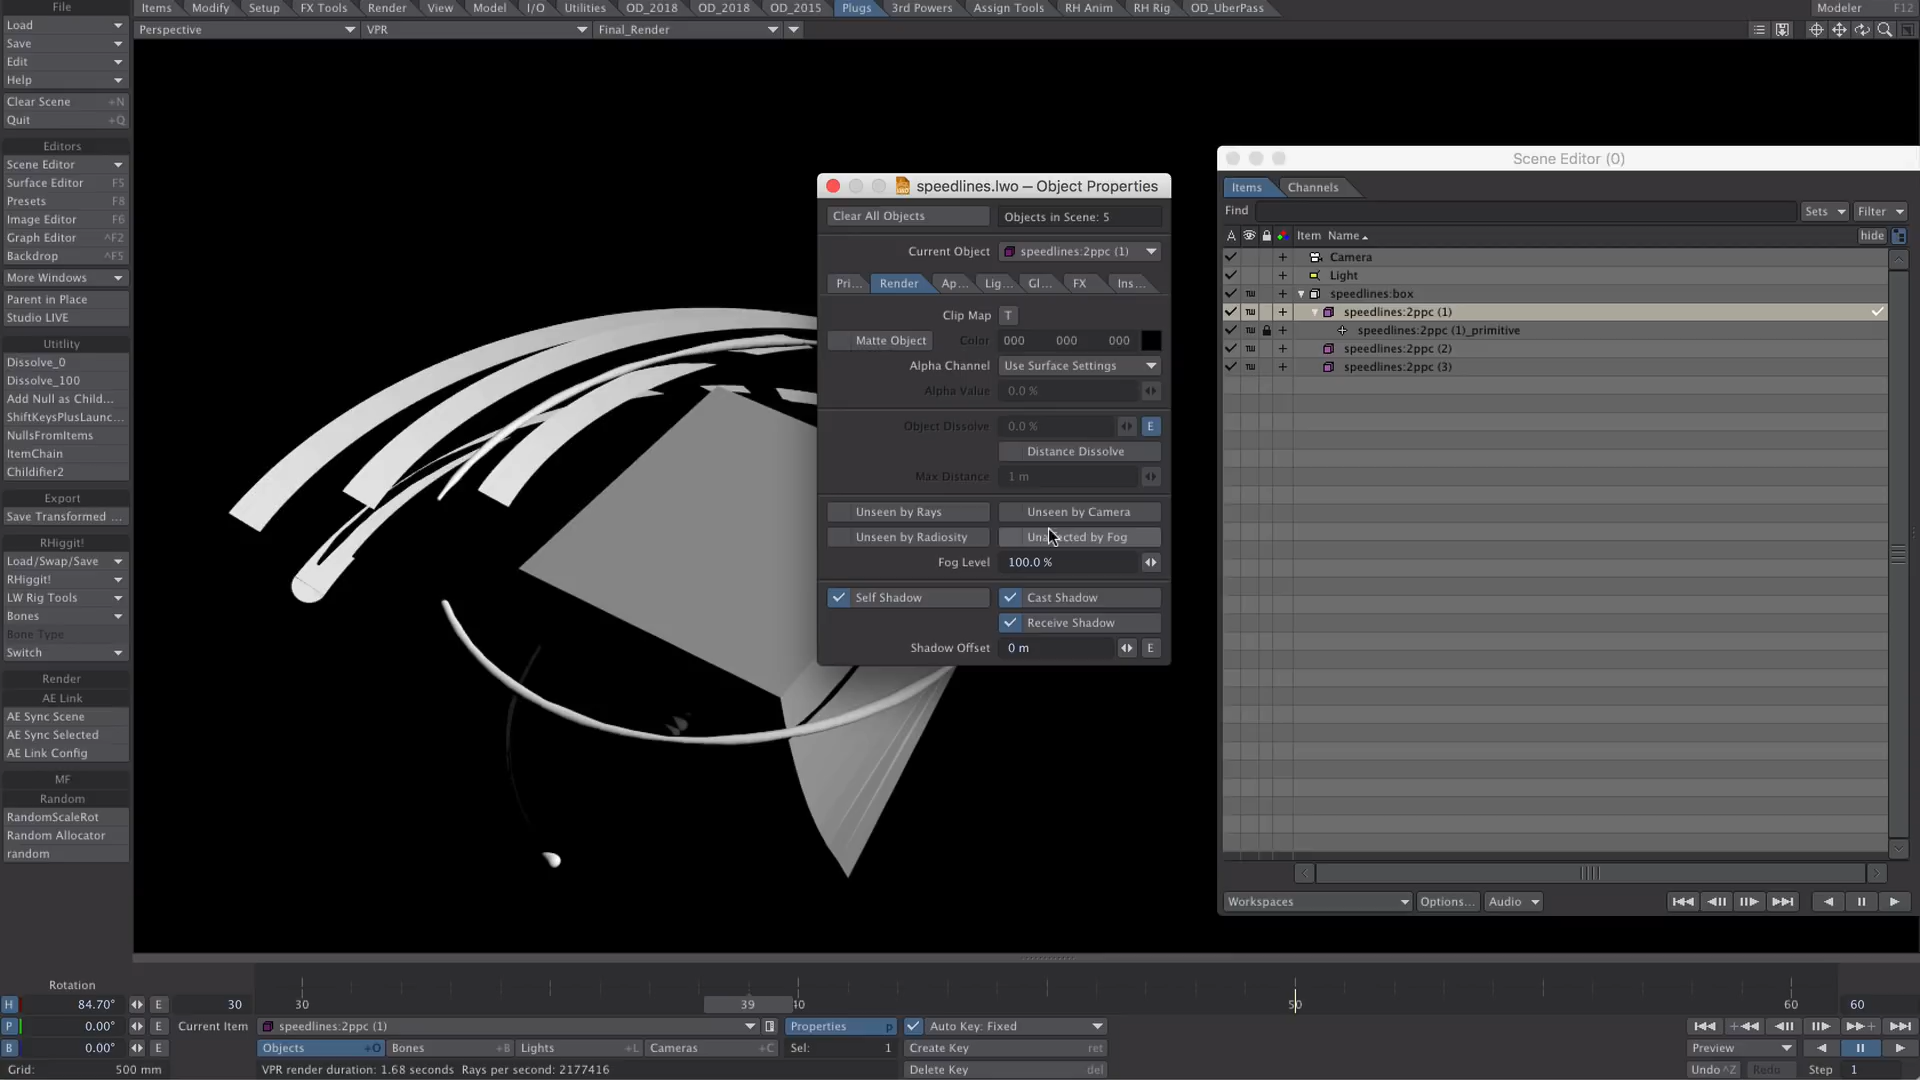 File
Load
Save
Edit
Help
Clear Scene +N
Quit +Q
Editors
Scene Editor
Surface Editor F5
Presets F8
Image Editor F6
Graph Editor ^F2
Backdrop ^F5
More Windows
Parent in Place
Studio LIVE
Utitlity
Dissolve_0
Dissolve_100
Add Null as Child...
ShiftKeysPlusLaunc...
NullsFromItems
ItemChain
Childifier2
Export
Save Transformed ...
RHiggit!
Load/Swap/Save
RHiggit!
LW Rig Tools
Bones
Bone Type
Switch
Render
AE Link
AE Sync Scene
AE Sync Selected
AE Link Config
MF
Random
RandomScaleRot
Random Allocator
random
Items Modify Setup FX Tools Render View Model I/O Utilities OD_2018 OD_2018 OD_2015 Plugs 3rd Powers Assign Tools RH Anim RH Rig OD_UberPass Modeler F12
Perspective VPR Final_Render
speedlines.lwo — Object Properties
Clear All Objects Objects in Scene: 5
Current Object speedlines:2ppc (1)
Pri... Render Ap... Lig... Gl... FX Ins...
Clip Map T
Matte Object Color 000 000 000
Alpha Channel Use Surface Settings
Alpha Value 0.0 %
Object Dissolve 0.0 % E
Distance Dissolve
Max Distance 1 m
Unseen by Rays Unseen by Camera
Unseen by Radiosity Unaffected by Fog
Fog Level 100.0 %
Self Shadow Cast Shadow
Receive Shadow
Shadow Offset 0 m E
Scene Editor (0)
Items Channels
Find Sets Filter
A Item Name hide
Camera
Light
speedlines:box
speedlines:2ppc (1)
speedlines:2ppc (1)_primitive
speedlines:2ppc (2)
speedlines:2ppc (3)
Workspaces Options... Audio
Rotation
H 84.70° E 30 30 39 40 50 60 60
P 0.00° E Current Item speedlines:2ppc (1) Properties p Auto Key: Fixed
B 0.00° E Objects +O Bones +B Lights +L Cameras +C Sel: 1 Create Key ret Preview
Grid: 500 mm VPR render duration: 1.68 seconds Rays per second: 2177416 Delete Key del Undo ^Z Redo Step 1